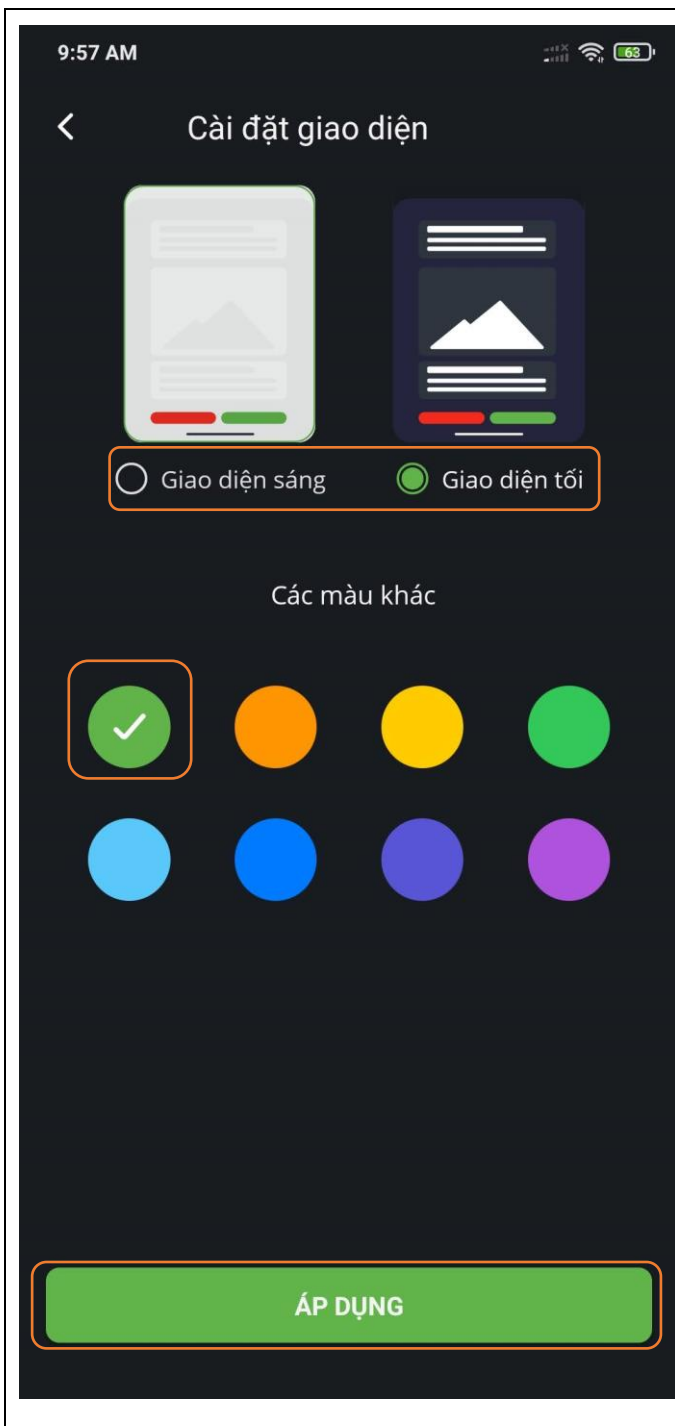 9:57 AM
63
Cài đặt giao diện
Giao diện sáng
Giao diện tối
Các màu khác
ÁP DỤNG